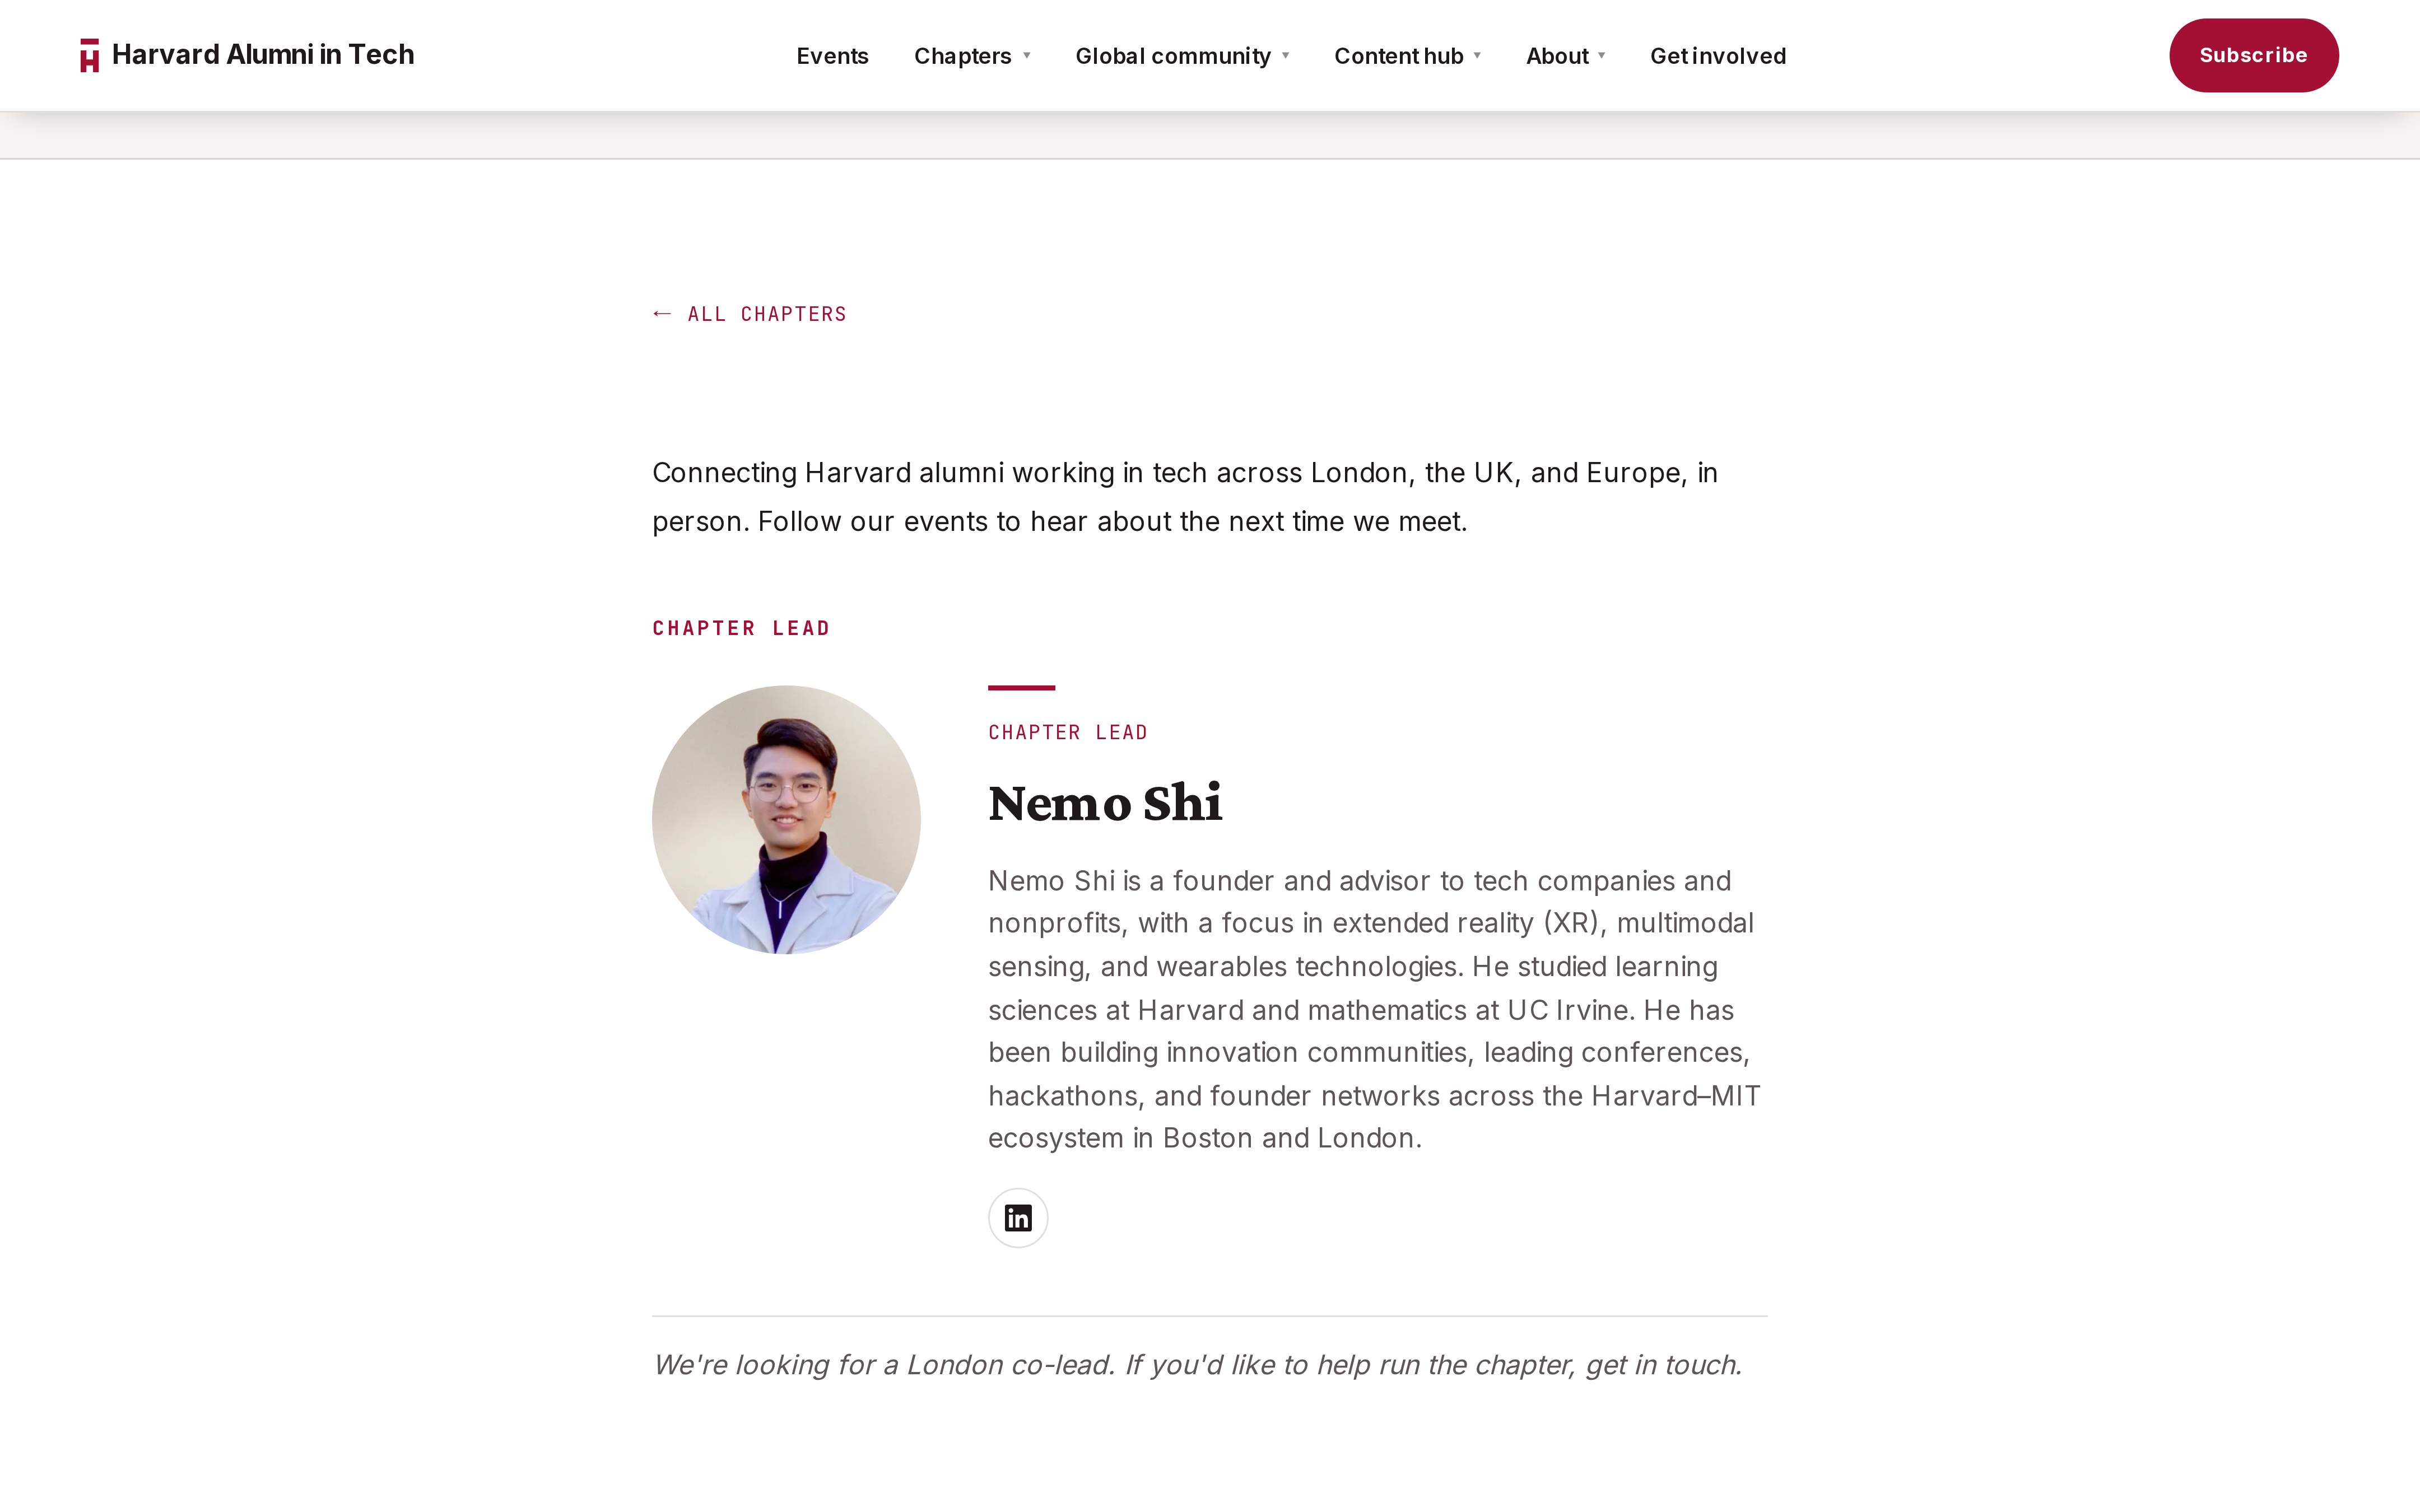 Harvard Alumni in Tech
Events
Chapters ▾
Global community ▾
Content hub ▾
About ▾
Get involved
Subscribe
← ALL CHAPTERS
Connecting Harvard alumni working in tech across London, the UK, and Europe, in
person. Follow our events to hear about the next time we meet.
CHAPTER LEAD
CHAPTER LEAD
Nemo Shi
Nemo Shi is a founder and advisor to tech companies and
nonprofits, with a focus in extended reality (XR), multimodal
sensing, and wearables technologies. He studied learning
sciences at Harvard and mathematics at UC Irvine. He has
been building innovation communities, leading conferences,
hackathons, and founder networks across the Harvard–MIT
ecosystem in Boston and London.
in
We're looking for a London co-lead. If you'd like to help run the chapter, get in touch.